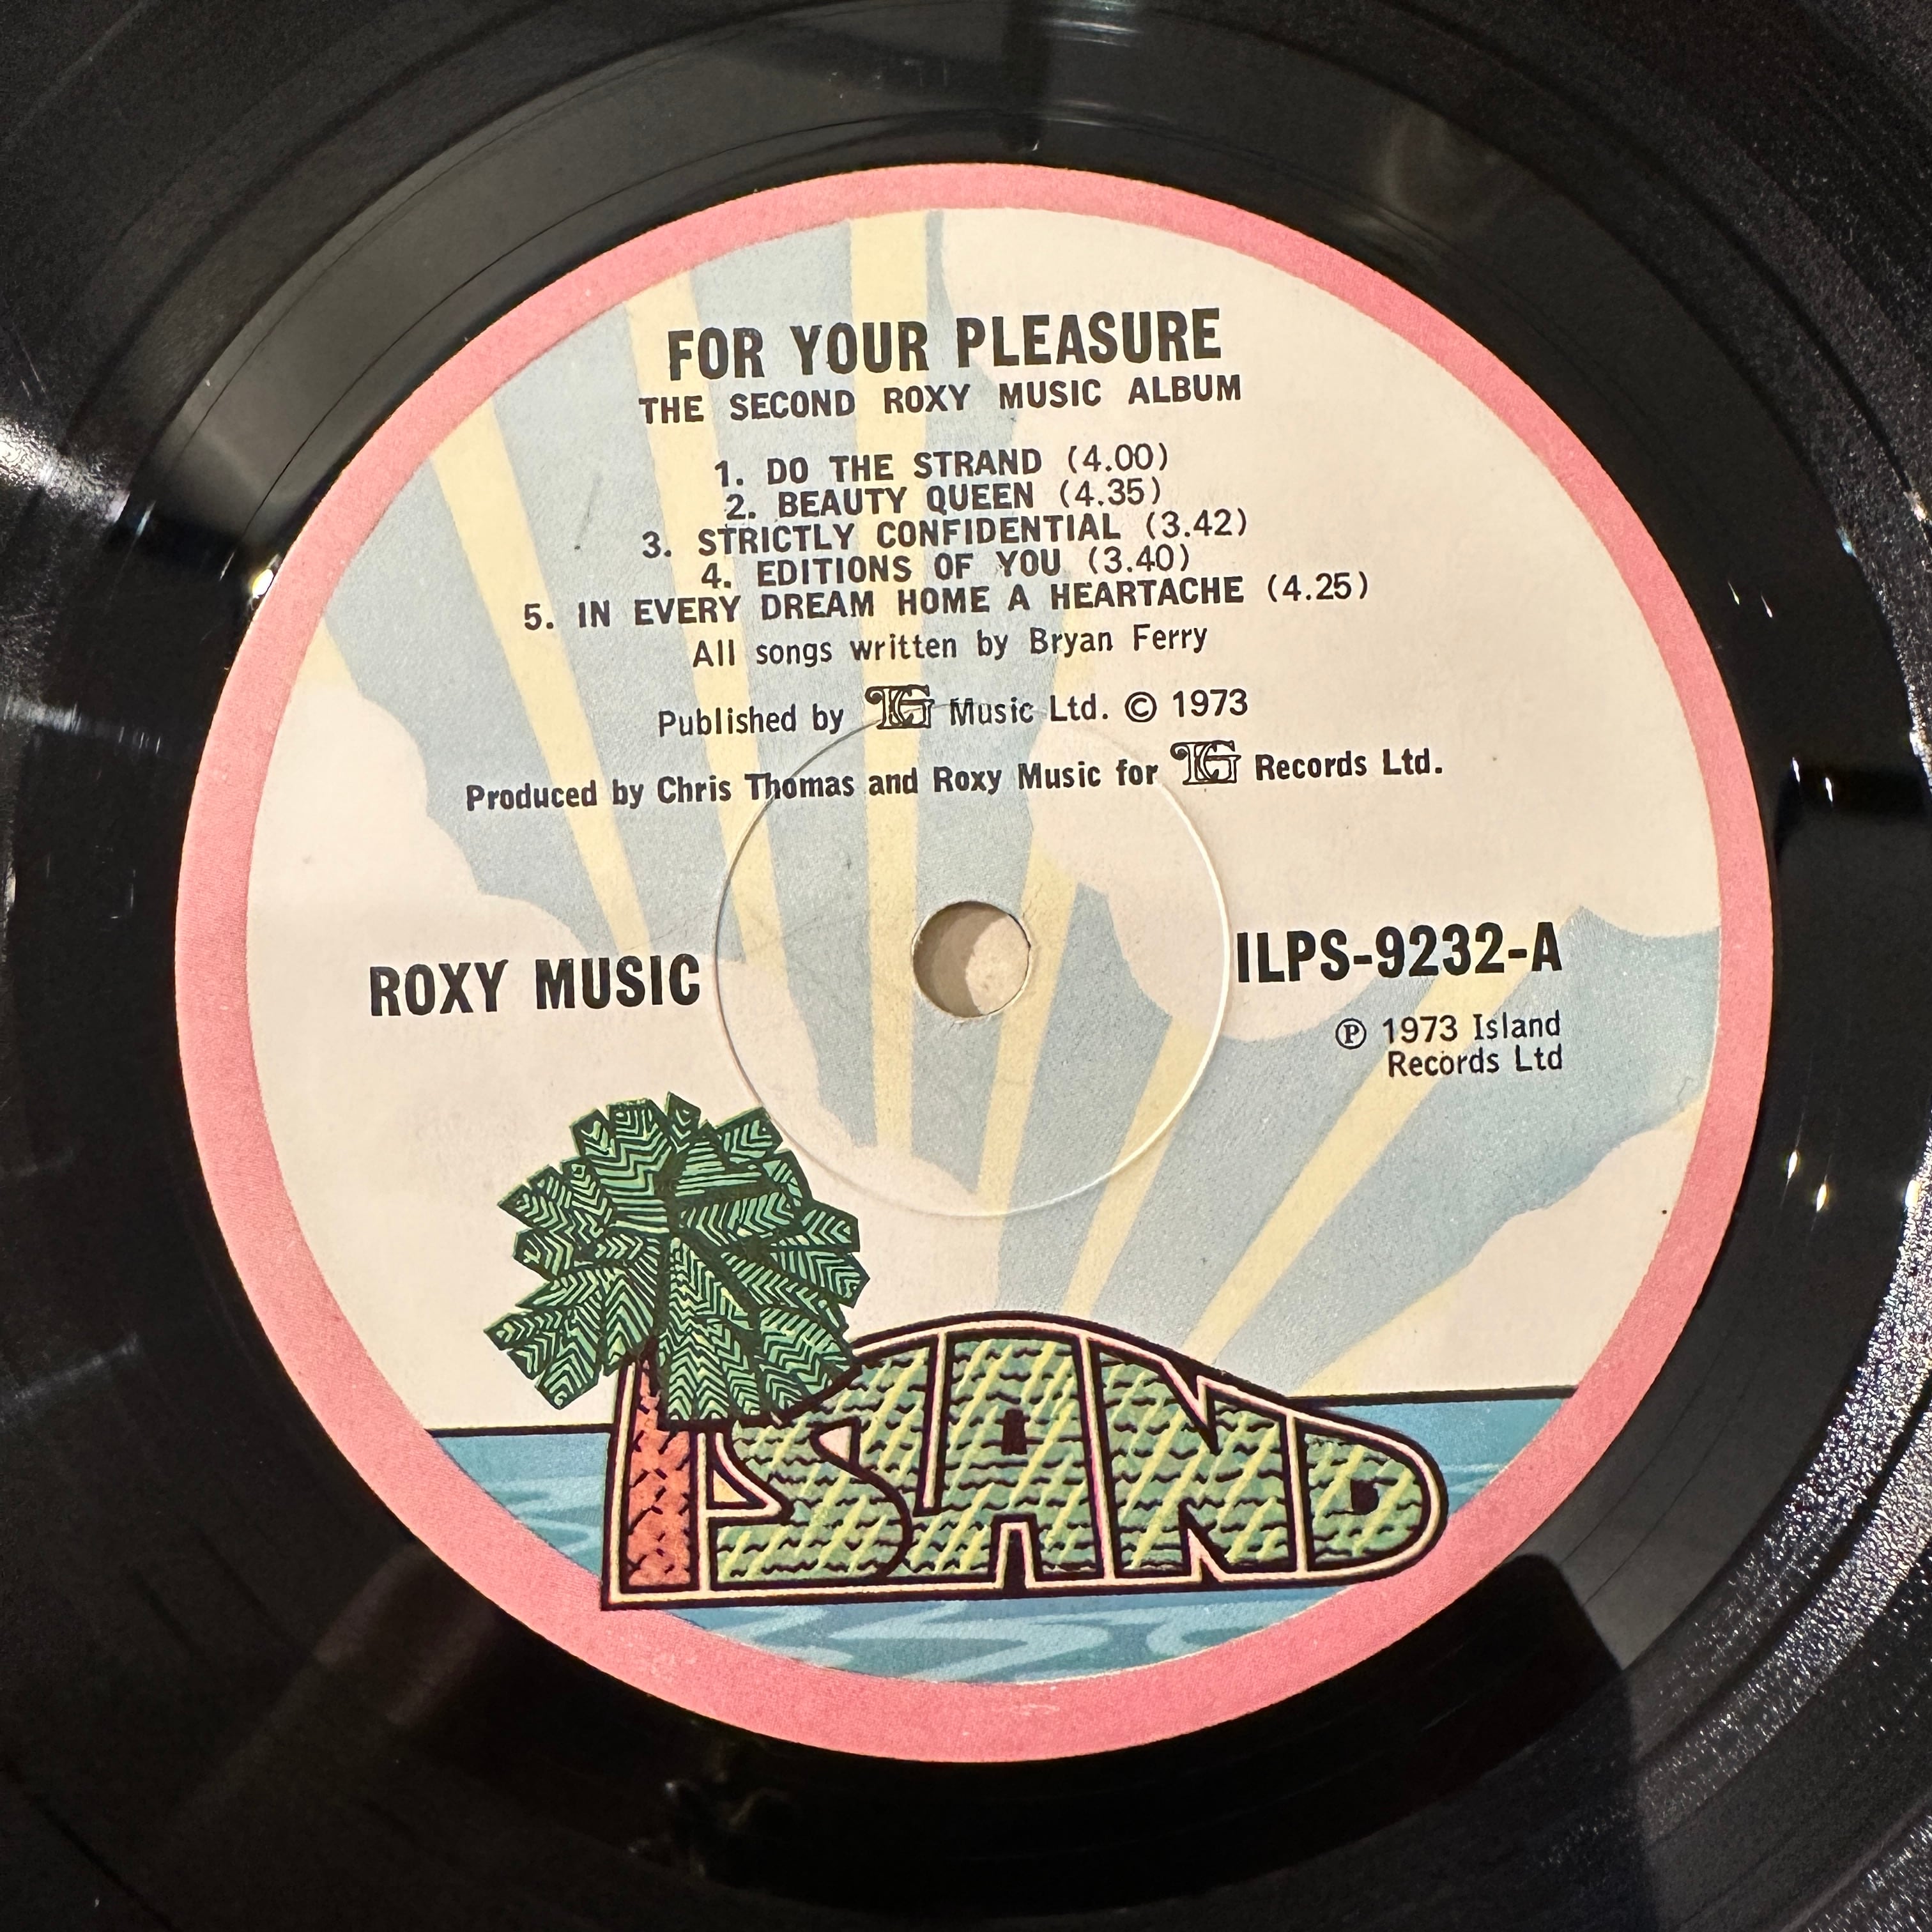 FOR YOUR PLEASURE
THE SECOND ROXY MUSIC ALBUM
1. DO THE STRAND (4.00)
2. BEAUTY QUEEN (4.35)
3. STRICTLY CONFIDENTIAL (3.42)
4. EDITIONS OF YOU (3.40)
5. IN EVERY DREAM HOME A HEARTACHE (4.25)
All songs written by Bryan Ferry
Published by EG Music Ltd. © 1973
Produced by Chris Thomas and Roxy Music for EG Records Ltd.
ROXY MUSIC
ILPS-9232-A
℗ 1973 Island
Records Ltd
ISLAND